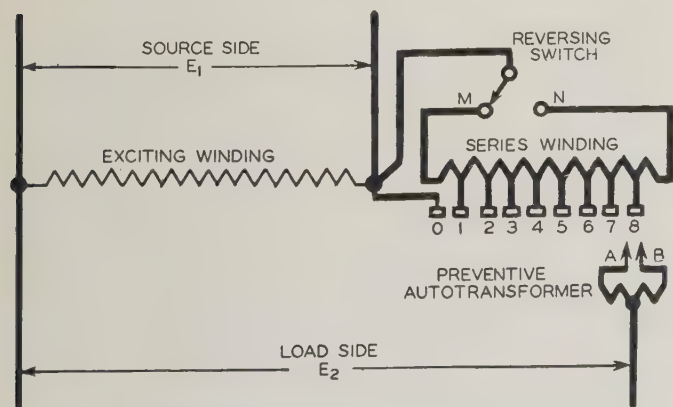 SOURCE SIDE
E1
REVERSING
SWITCH
M
N
EXCITING WINDING
SERIES WINDING
0 1 2 3 4 5 6 7 8
A B
PREVENTIVE
AUTOTRANSFORMER
LOAD SIDE
E2